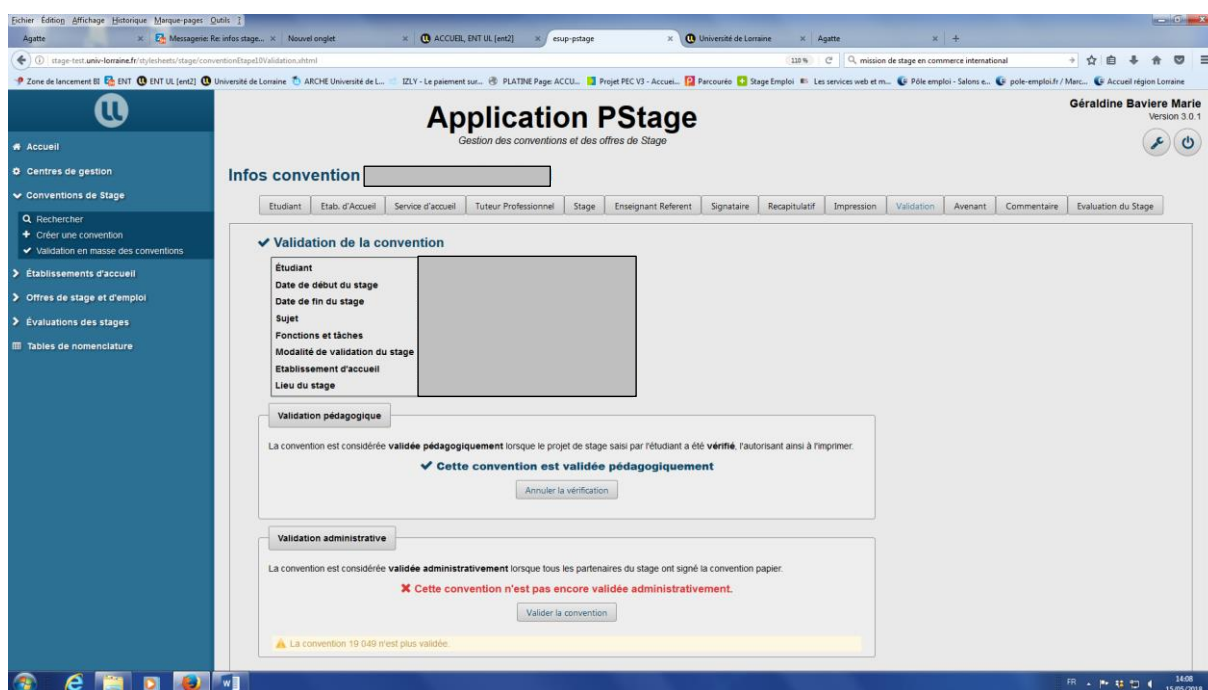 Fichier Édition Affichage Historique Marque-pages Outils ?
Agatte × Messagerie: Re: infos stage... × Nouvel onglet × ACCUEIL, ENT UL [ent2] × esup-pstage × Université de Lorraine × Agatte × +
stage-test.univ-lorraine.fr/stylesheets/stage/conventionEtape10Validation.xhtml 110 % mission de stage en commerce international
Zone de lancement BI ENT ENT UL [ent2] Université de Lorraine ARCHE Université de L... IZLY - Le paiement sur... PLATINE Page: ACCU... Projet PEC V3 - Accuei... Parcouréo Stage Emploi Les services web et m... Pôle emploi - Salons e... pole-emploi.fr / Marc... Accueil région Lorraine
Application PStage
Gestion des conventions et des offres de Stage
Géraldine Baviere Marie
Version 3.0.1
Accueil
Centres de gestion
Conventions de Stage
Rechercher
Créer une convention
Validation en masse des conventions
Établissements d'accueil
Offres de stage et d'emploi
Évaluations des stages
Tables de nomenclature
Infos convention
Etudiant Etab. d'Accueil Service d'accueil Tuteur Professionnel Stage Enseignant Referent Signataire Recapitulatif Impression Validation Avenant Commentaire Evaluation du Stage
Validation de la convention
Étudiant
Date de début du stage
Date de fin du stage
Sujet
Fonctions et tâches
Modalité de validation du stage
Etablissement d'accueil
Lieu du stage
Validation pédagogique
La convention est considérée validée pédagogiquement lorsque le projet de stage saisi par l'étudiant a été vérifié, l'autorisant ainsi à l'imprimer.
Cette convention est validée pédagogiquement
Annuler la vérification
Validation administrative
La convention est considérée validée administrativement lorsque tous les partenaires du stage ont signé la convention papier.
Cette convention n'est pas encore validée administrativement.
Valider la convention
La convention 19 049 n'est plus validée.
FR 14:08
15/05/2018